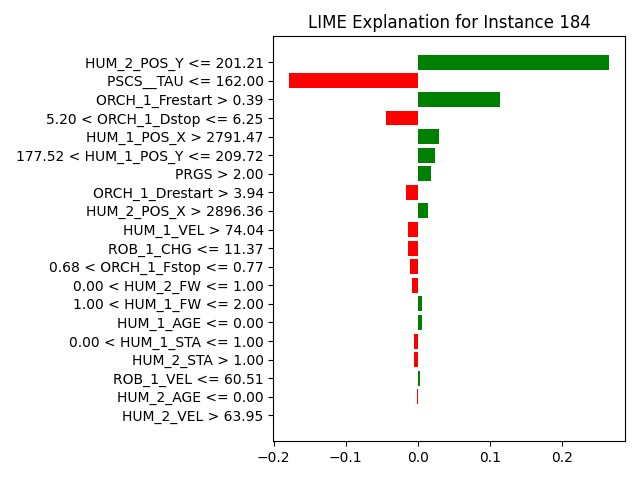 LIME Explanation for Instance 184
HUM_2_POS_Y <= 201.21
PSCS__TAU <= 162.00
ORCH_1_Frestart > 0.39
5.20 < ORCH_1_Dstop <= 6.25
HUM_1_POS_X > 2791.47
177.52 < HUM_1_POS_Y <= 209.72
PRGS > 2.00
ORCH_1_Drestart > 3.94
HUM_2_POS_X > 2896.36
HUM_1_VEL > 74.04
ROB_1_CHG <= 11.37
0.68 < ORCH_1_Fstop <= 0.77
0.00 < HUM_2_FW <= 1.00
1.00 < HUM_1_FW <= 2.00
HUM_1_AGE <= 0.00
0.00 < HUM_1_STA <= 1.00
HUM_2_STA > 1.00
ROB_1_VEL <= 60.51
HUM_2_AGE <= 0.00
HUM_2_VEL > 63.95
−0.2 −0.1 0.0 0.1 0.2